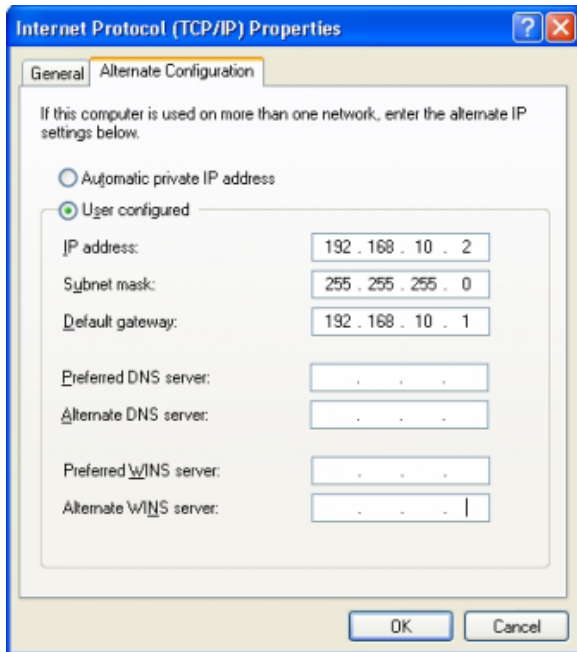 Internet Protocol (TCP/IP) Properties
General
Alternate Configuration
If this computer is used on more than one network, enter the alternate IP
settings below.
Automatic private IP address
User configured
IP address: 192 . 168 . 10 . 2
Subnet mask: 255 . 255 . 255 . 0
Default gateway: 192 . 168 . 10 . 1
Preferred DNS server: . . .
Alternate DNS server: . . .
Preferred WINS server: . . .
Alternate WINS server: . . .
OK Cancel